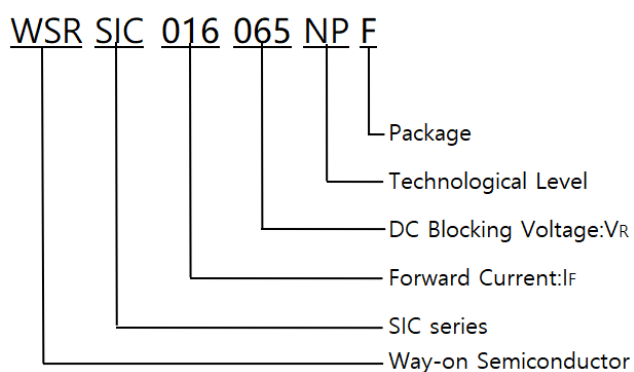 WSR SIC 016 065 NP F
Package
Technological Level
DC Blocking Voltage:VR
Forward Current:IF
SIC series
Way-on Semiconductor